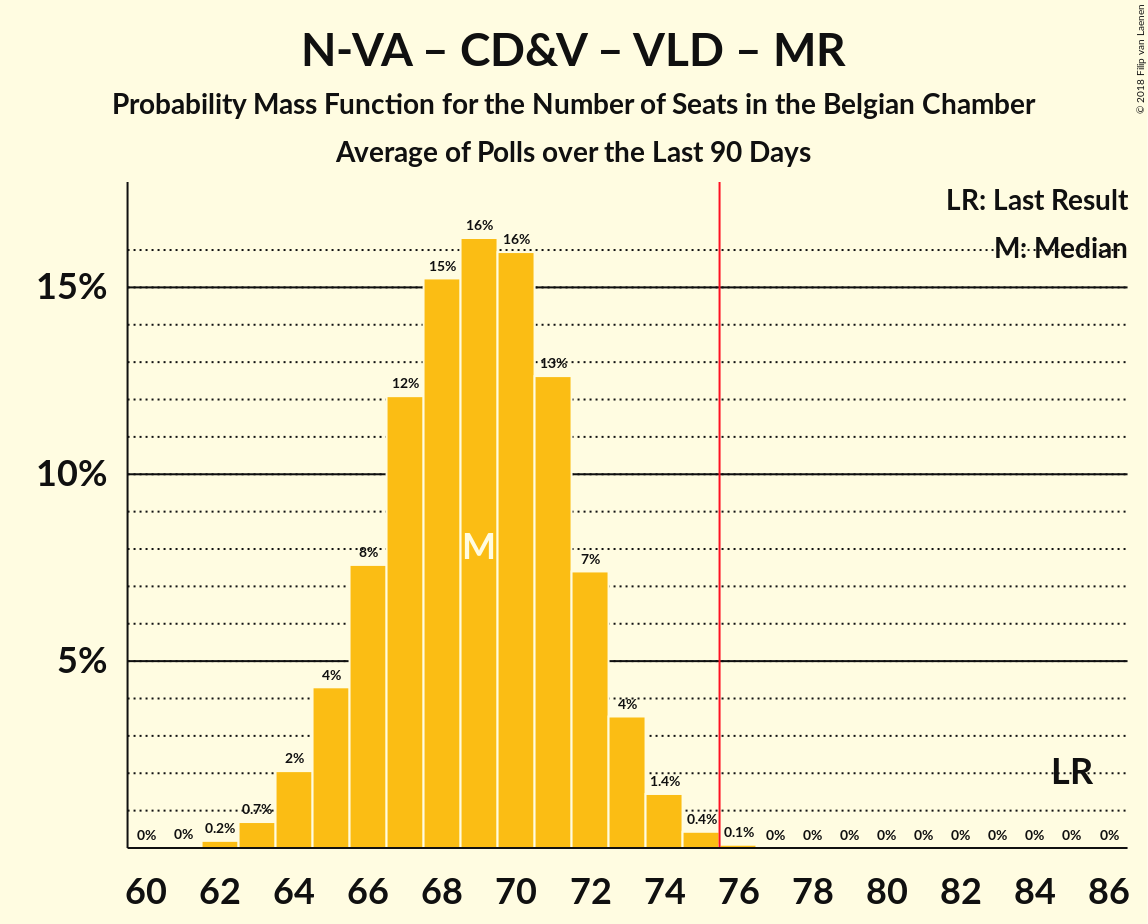 N-VA – CD&V – VLD – MR
Probability Mass Function for the Number of Seats in the Belgian Chamber
Average of Polls over the Last 90 Days
© 2018 Filip van Laenen
LR: Last Result
M: Median
15%
10%
5%
0% 0% 0.2% 0.7% 2% 4% 8% 12% 15% 16% 16% 13% 7% 4% 1.4% 0.4% 0.1% 0% 0% 0% 0% 0% 0% 0% 0% 0% 0%
M
LR
60 62 64 66 68 70 72 74 76 78 80 82 84 86